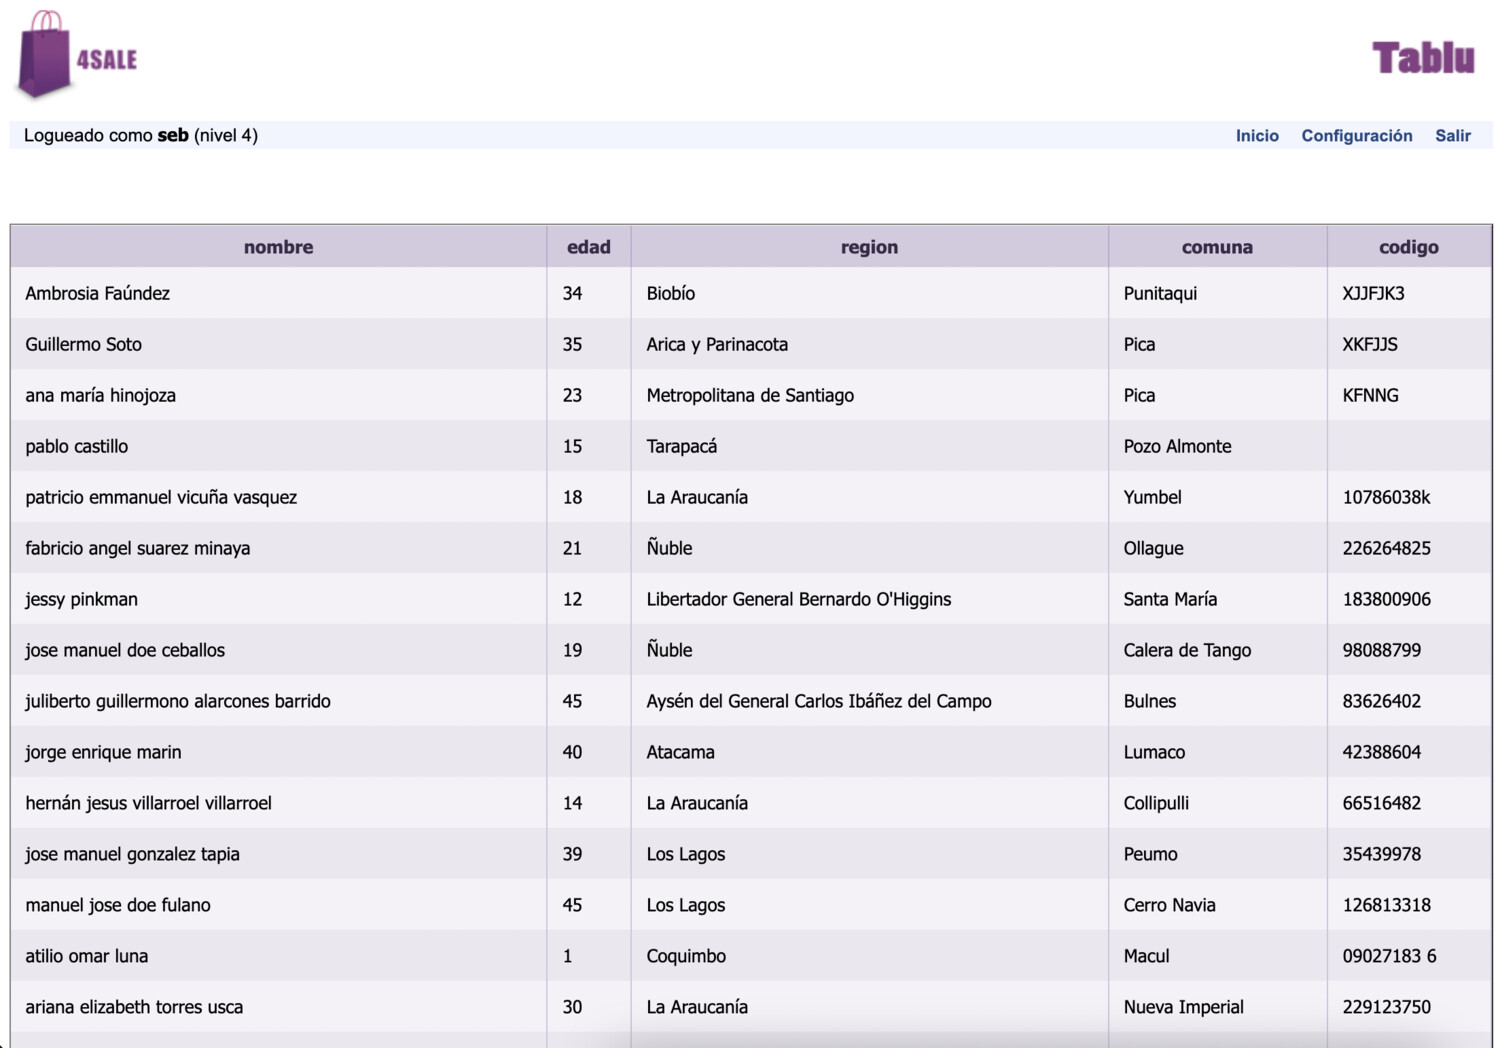 4SALE
Tablu
Logueado como seb (nivel 4) Inicio Configuración Salir
nombre edad region comuna codigo
Ambrosia Faúndez 34 Biobío Punitaqui XJJFJK3
Guillermo Soto 35 Arica y Parinacota Pica XKFJJS
ana maría hinojoza 23 Metropolitana de Santiago Pica KFNNG
pablo castillo 15 Tarapacá Pozo Almonte
patricio emmanuel vicuña vasquez 18 La Araucanía Yumbel 10786038k
fabricio angel suarez minaya 21 Ñuble Ollague 226264825
jessy pinkman 12 Libertador General Bernardo O'Higgins Santa María 183800906
jose manuel doe ceballos 19 Ñuble Calera de Tango 98088799
juliberto guillermono alarcones barrido 45 Aysén del General Carlos Ibáñez del Campo Bulnes 83626402
jorge enrique marin 40 Atacama Lumaco 42388604
hernán jesus villarroel villarroel 14 La Araucanía Collipulli 66516482
jose manuel gonzalez tapia 39 Los Lagos Peumo 35439978
manuel jose doe fulano 45 Los Lagos Cerro Navia 126813318
atilio omar luna 1 Coquimbo Macul 09027183 6
ariana elizabeth torres usca 30 La Araucanía Nueva Imperial 229123750